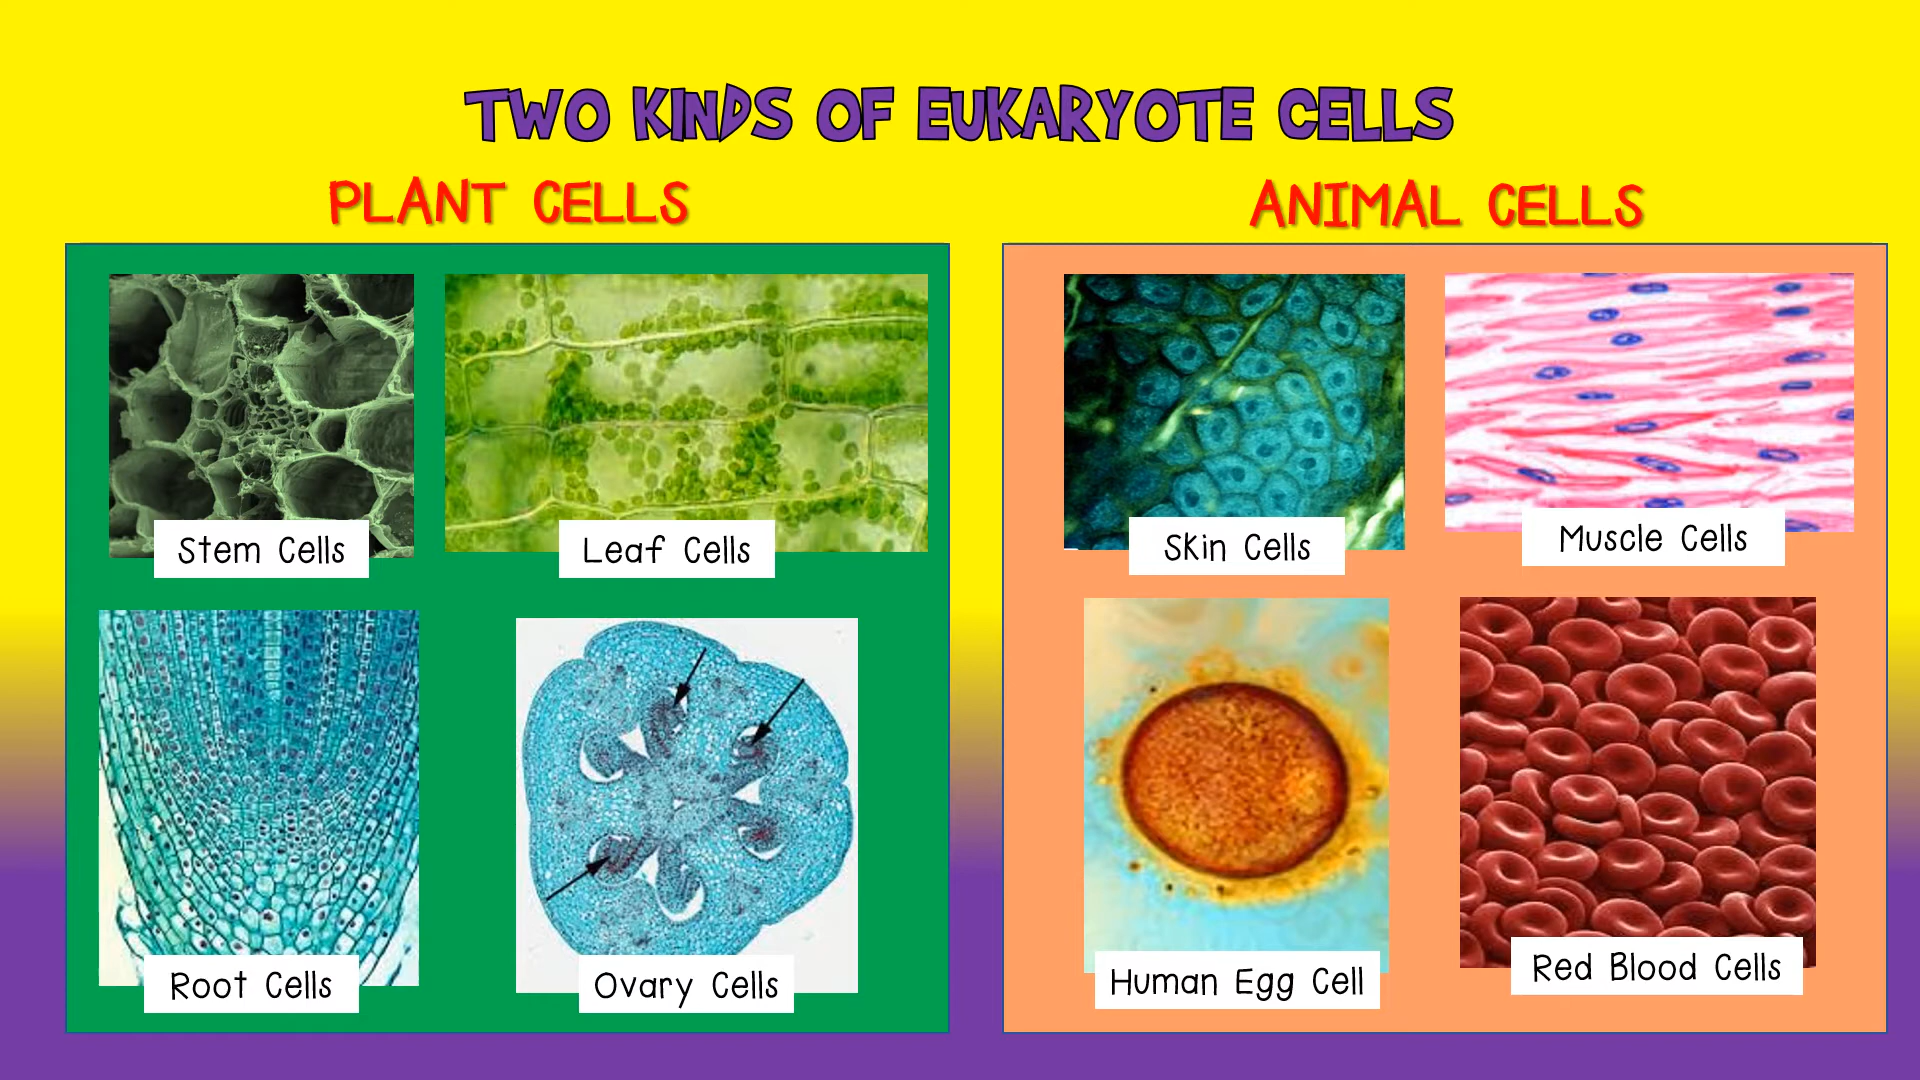 TWO KINDS OF EUKARYOTE CELLS
PLANT CELLS
ANIMAL CELLS
Stem Cells
Leaf Cells
Skin Cells
Muscle Cells
Root Cells
Ovary Cells
Human Egg Cell
Red Blood Cells